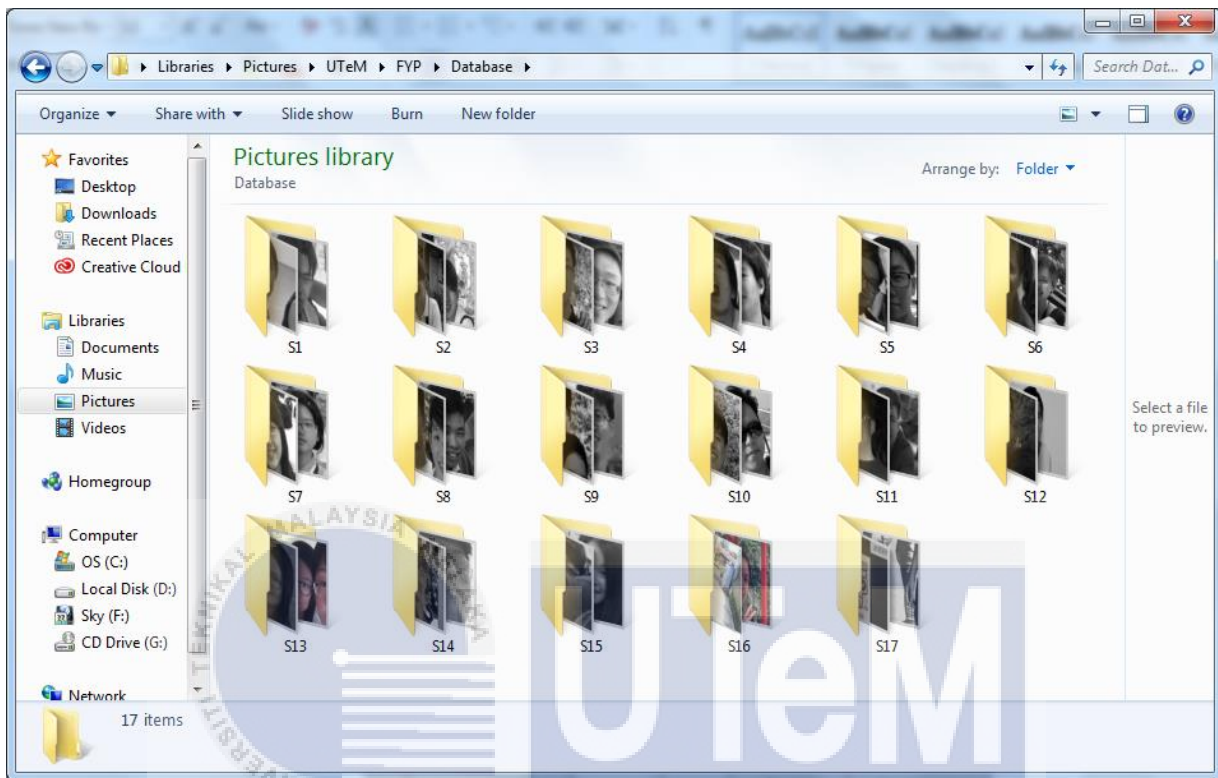 Libraries ▸ Pictures ▸ UTeM ▸ FYP ▸ Database ▸
Search Dat...
Organize Share with Slide show Burn New folder
Favorites
Desktop
Downloads
Recent Places
Creative Cloud
Libraries
Documents
Music
Pictures
Videos
Homegroup
Computer
OS (C:)
Local Disk (D:)
Sky (F:)
CD Drive (G:)
Network
Pictures library
Database
Arrange by: Folder
S1 S2 S3 S4 S5 S6
S7 S8 S9 S10 S11 S12
S13 S14 S15 S16 S17
Select a file
to preview.
17 items
TEKNIKAL MALAYSIA
UTeM